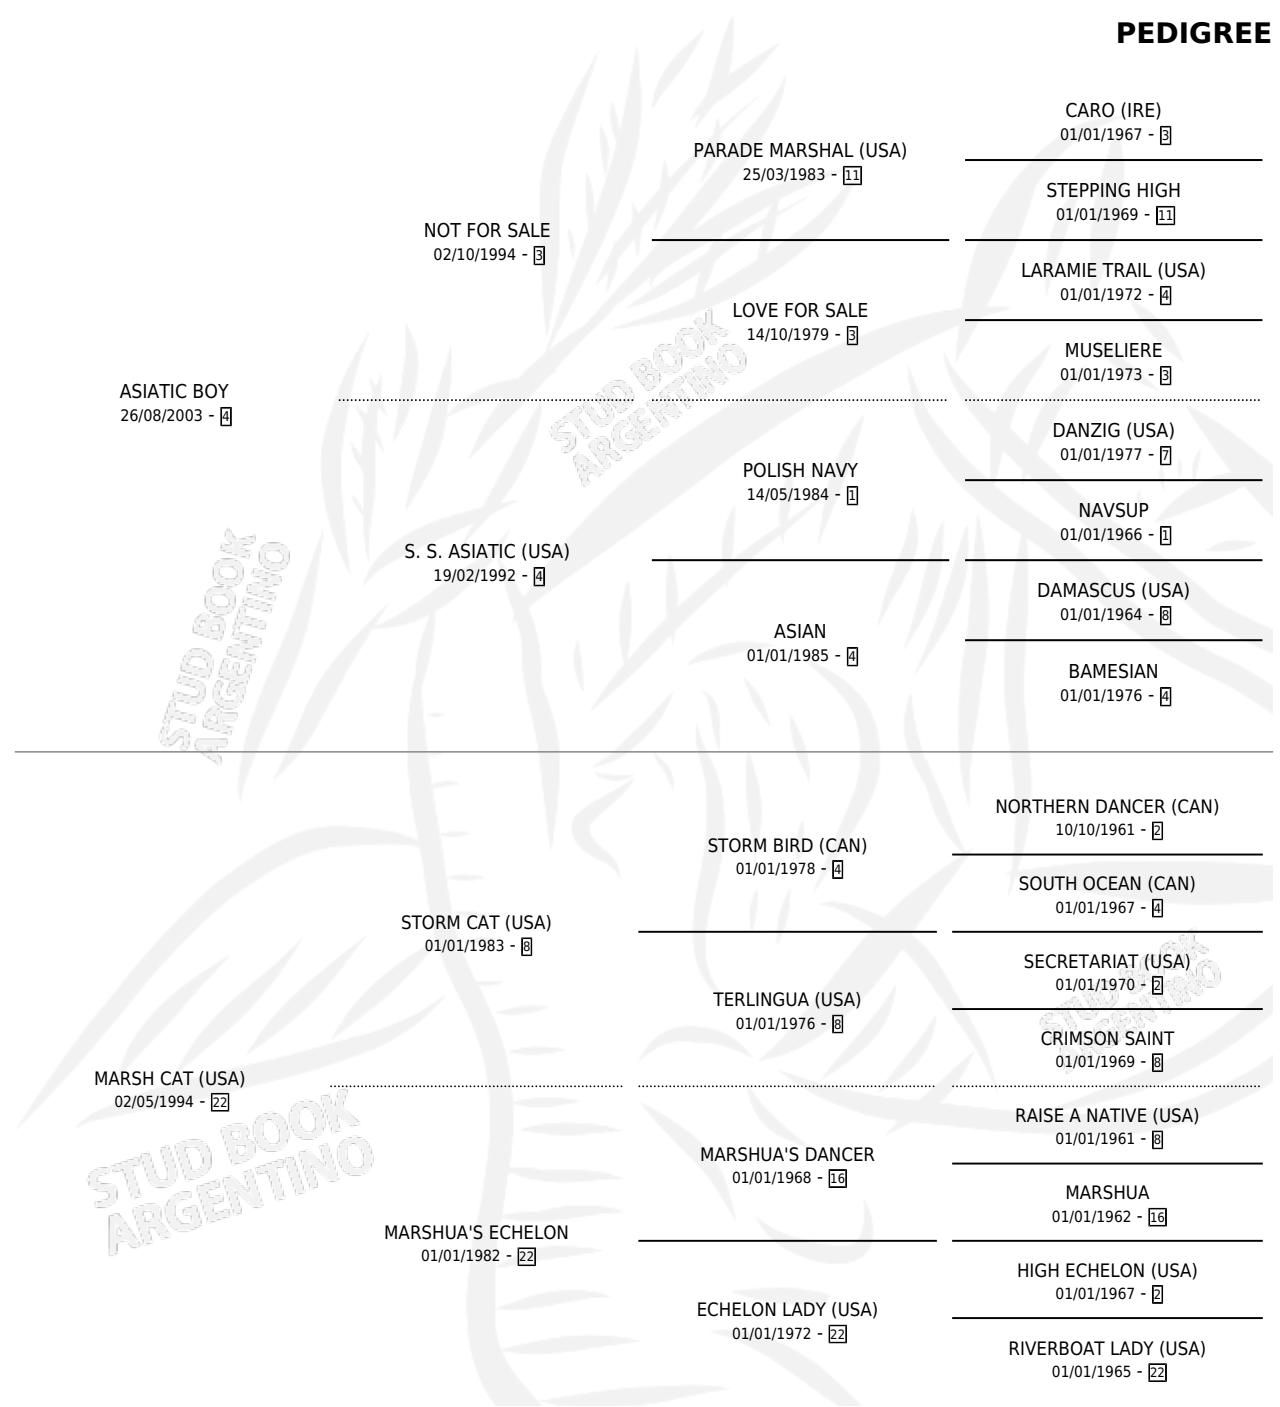 PEDIGREE
CARO (IRE)
01/01/1967 - 3
PARADE MARSHAL (USA)
25/03/1983 - 11
STEPPING HIGH
01/01/1969 - 11
NOT FOR SALE
02/10/1994 - 3
LARAMIE TRAIL (USA)
01/01/1972 - 4
LOVE FOR SALE
14/10/1979 - 3
MUSELIERE
01/01/1973 - 3
ASIATIC BOY
26/08/2003 - 4
DANZIG (USA)
01/01/1977 - 7
POLISH NAVY
14/05/1984 - 1
NAVSUP
01/01/1966 - 1
S. S. ASIATIC (USA)
19/02/1992 - 4
DAMASCUS (USA)
01/01/1964 - 8
ASIAN
01/01/1985 - 4
BAMESIAN
01/01/1976 - 4
NORTHERN DANCER (CAN)
10/10/1961 - 2
STORM BIRD (CAN)
01/01/1978 - 4
SOUTH OCEAN (CAN)
01/01/1967 - 4
STORM CAT (USA)
01/01/1983 - 8
SECRETARIAT (USA)
01/01/1970 - 2
TERLINGUA (USA)
01/01/1976 - 8
CRIMSON SAINT
01/01/1969 - 8
MARSH CAT (USA)
02/05/1994 - 22
RAISE A NATIVE (USA)
01/01/1961 - 8
MARSHUA'S DANCER
01/01/1968 - 16
MARSHUA
01/01/1962 - 16
MARSHUA'S ECHELON
01/01/1982 - 22
HIGH ECHELON (USA)
01/01/1967 - 2
ECHELON LADY (USA)
01/01/1972 - 22
RIVERBOAT LADY (USA)
01/01/1965 - 22
STUD BOOK
ARGENTINO
STUD BOOK
ARGENTINO
STUD BOOK
ARGENTINO
STUD BOOK
ARGENTINO